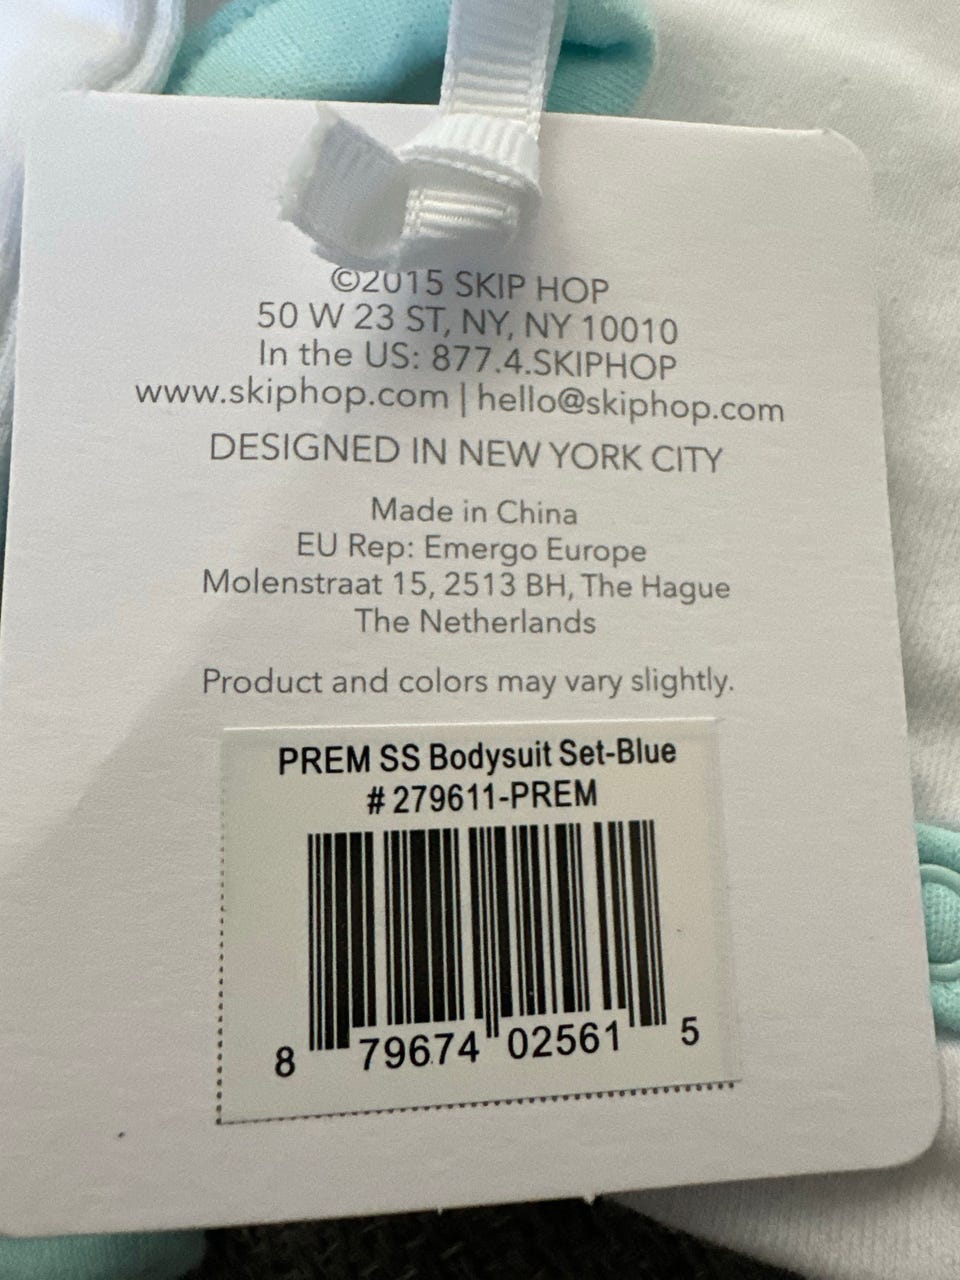 ©2015 SKIP HOP
50 W 23 ST, NY, NY 10010
In the US: 877.4.SKIPHOP
www.skiphop.com | hello@skiphop.com
DESIGNED IN NEW YORK CITY
Made in China
EU Rep: Emergo Europe
Molenstraat 15, 2513 BH, The Hague
The Netherlands
Product and colors may vary slightly.
PREM SS Bodysuit Set-Blue
# 279611-PREM
8 79674 02561 5